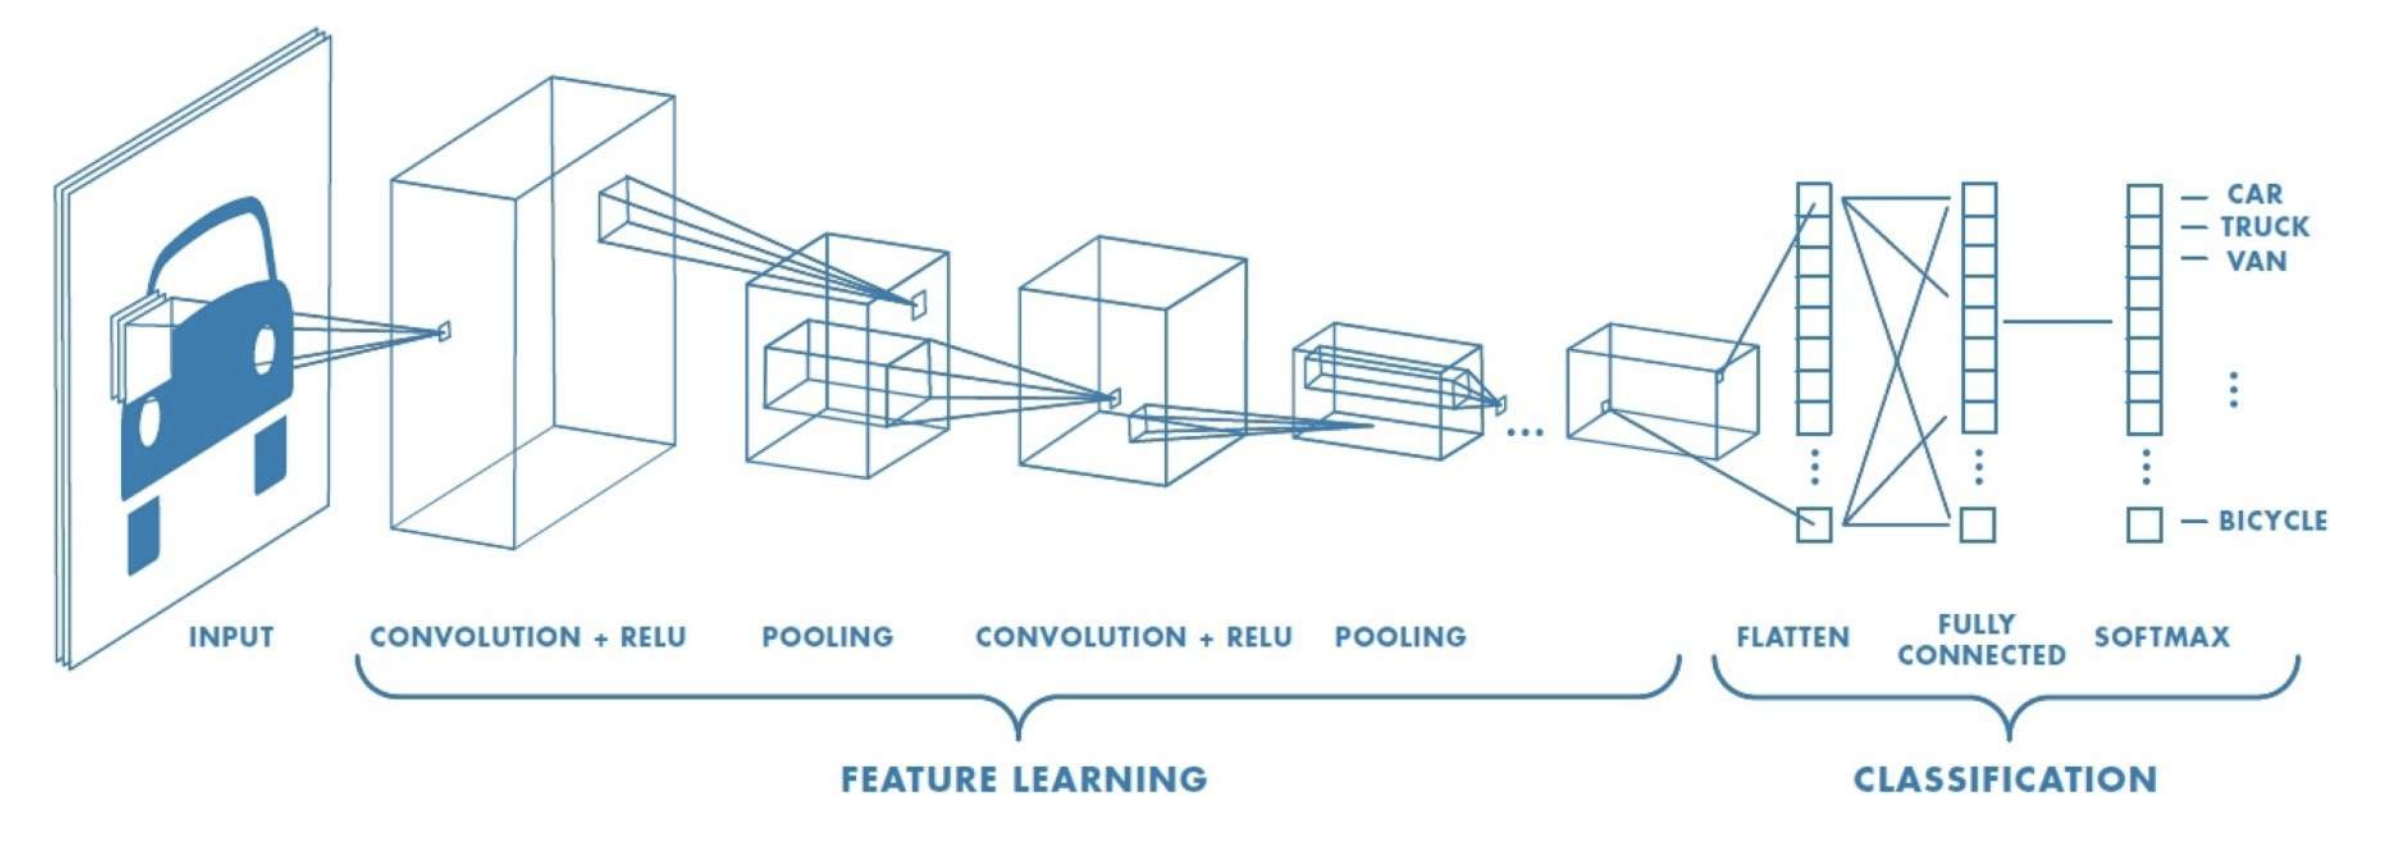 CAR
TRUCK
VAN
BICYCLE
INPUT
CONVOLUTION + RELU
POOLING
CONVOLUTION + RELU
POOLING
FLATTEN
FULLY
CONNECTED
SOFTMAX
FEATURE LEARNING
CLASSIFICATION